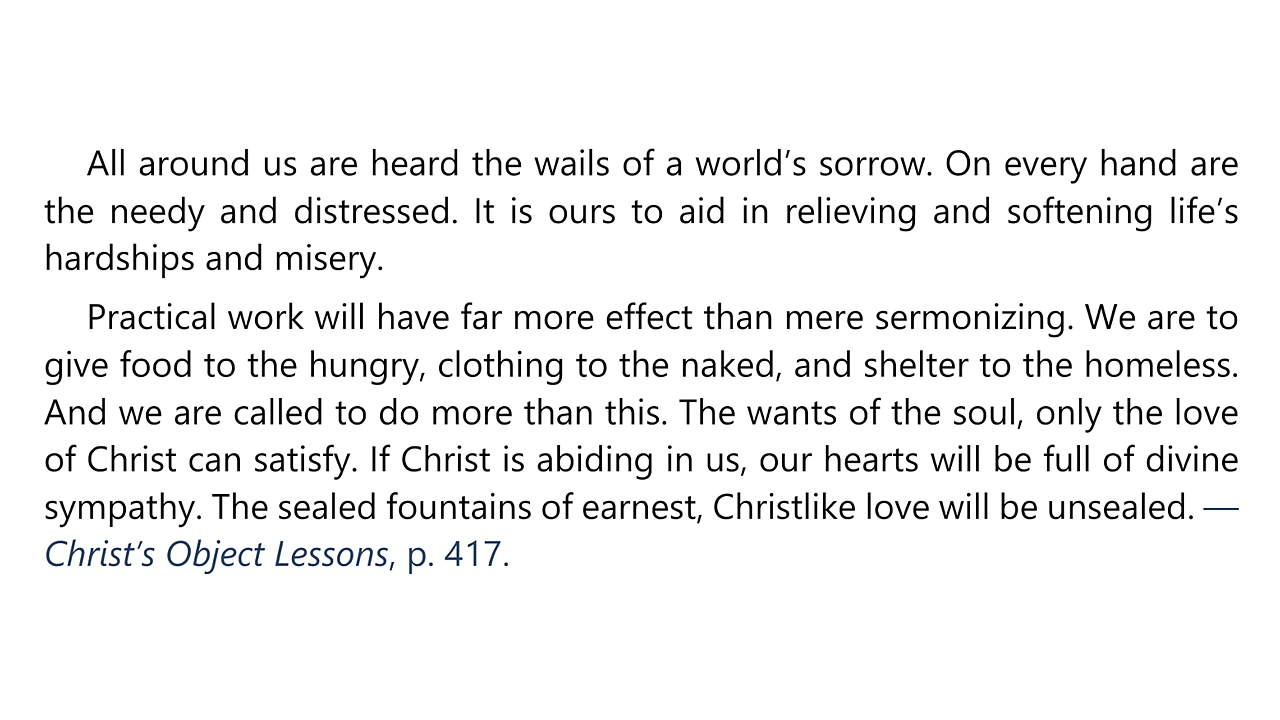 All around us are heard the wails of a world’s sorrow. On every hand are
the needy and distressed. It is ours to aid in relieving and softening life’s
hardships and misery.
Practical work will have far more effect than mere sermonizing. We are to
give food to the hungry, clothing to the naked, and shelter to the homeless.
And we are called to do more than this. The wants of the soul, only the love
of Christ can satisfy. If Christ is abiding in us, our hearts will be full of divine
sympathy. The sealed fountains of earnest, Christlike love will be unsealed. —
Christ’s Object Lessons, p. 417.